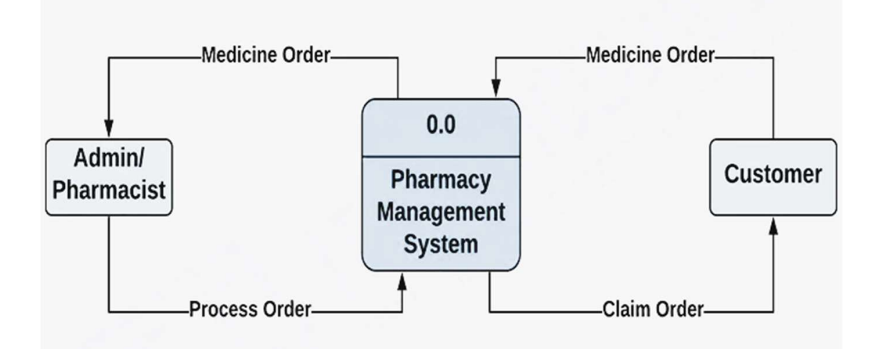 Medicine Order
Medicine Order
0.0
Admin/
Pharmacist
Pharmacy
Management
System
Customer
Process Order
Claim Order